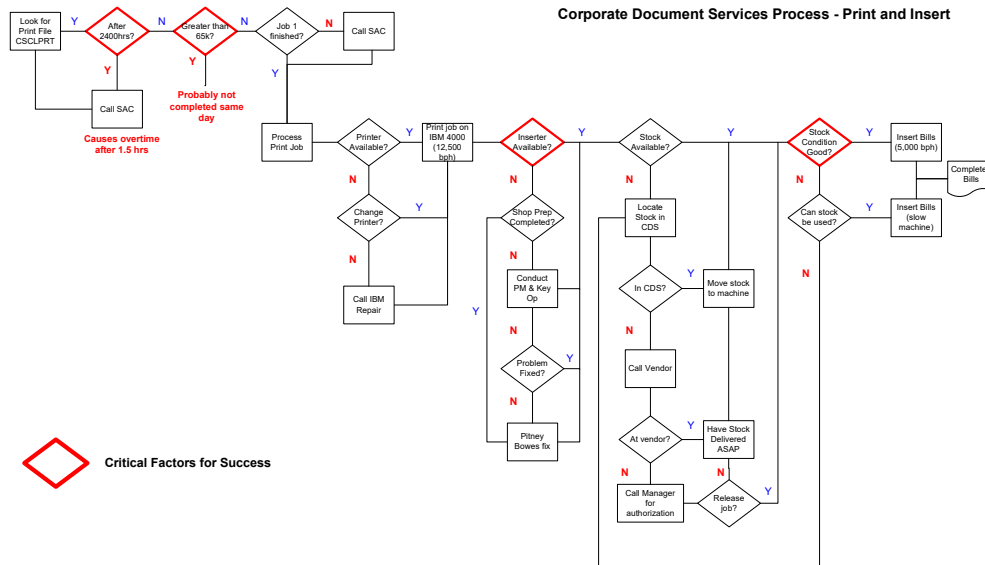 Corporate Document Services Process - Print and Insert
Look for
Print File
CSCLPRT
Y
After
2400hrs?
N
Greater than
65k?
N
Job 1
finished?
N
Call SAC
Y
Y
Y
Call SAC
Probably not
completed same
day
Causes overtime
after 1.5 hrs
Process
Print Job
Printer
Available?
Y
Print job on
IBM 4000
(12,500
bph)
Inserter
Available?
Y
Stock
Available?
Y
Stock
Condition
Good?
Y
Insert Bills
(5,000 bph)
N
N
N
N
Complete
Bills
Change
Printer?
Y
Shop Prep
Completed?
Locate
Stock in
CDS
Can stock
be used?
Y
Insert Bills
(slow
machine)
N
N
N
Call IBM
Repair
Y
Conduct
PM & Key
Op
In CDS?
Y
Move stock
to machine
N
N
Problem
Fixed?
Y
Call Vendor
N
Pitney
Bowes fix
At vendor?
Y
Have Stock
Delivered
ASAP
N
N
Call Manager
for
authorization
Release
job?
Y
Critical Factors for Success